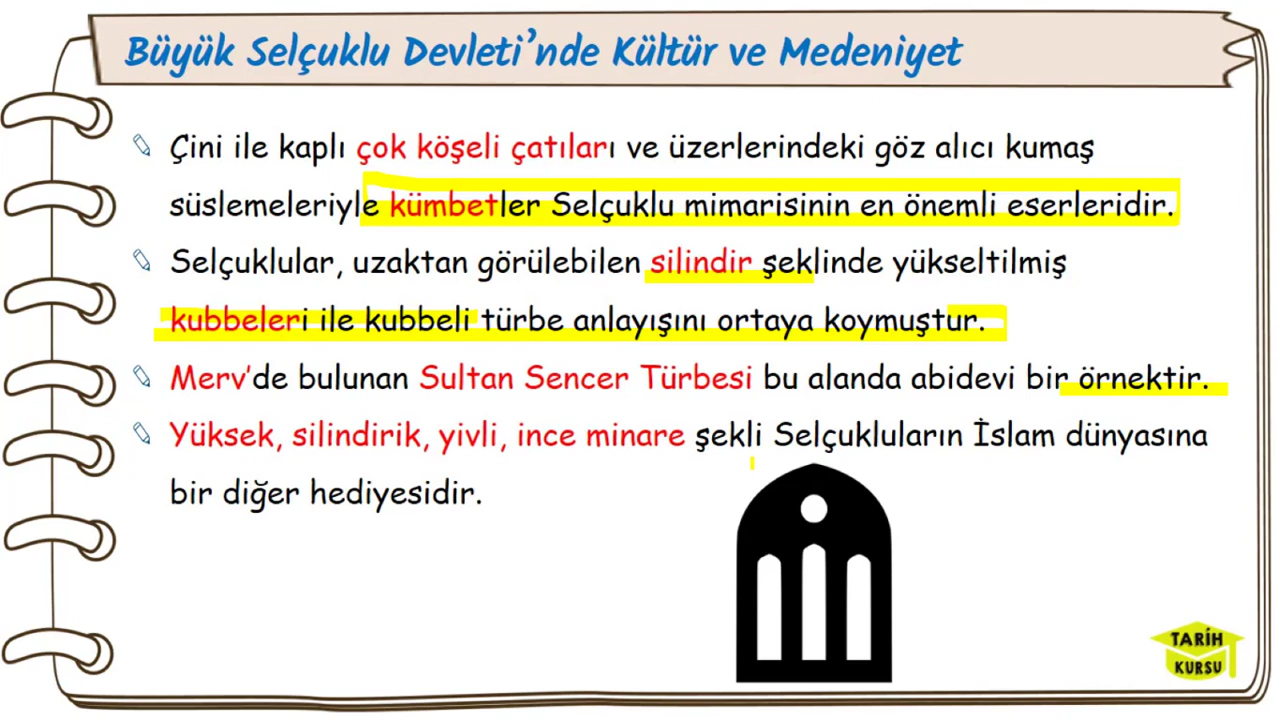 Büyük Selçuklu Devleti'nde Kültür ve Medeniyet
Çini ile kaplı çok köşeli çatıları ve üzerlerindeki göz alıcı kumaş
süslemeleriyle kümbetler Selçuklu mimarisinin en önemli eserleridir.
Selçuklular, uzaktan görülebilen silindir şeklinde yükseltilmiş
kubbeleri ile kubbeli türbe anlayışını ortaya koymuştur.
Merv'de bulunan Sultan Sencer Türbesi bu alanda abidevi bir örnektir.
Yüksek, silindirik, yivli, ince minare şekli Selçukluların İslam dünyasına
bir diğer hediyesidir.
TARİH
KURSU